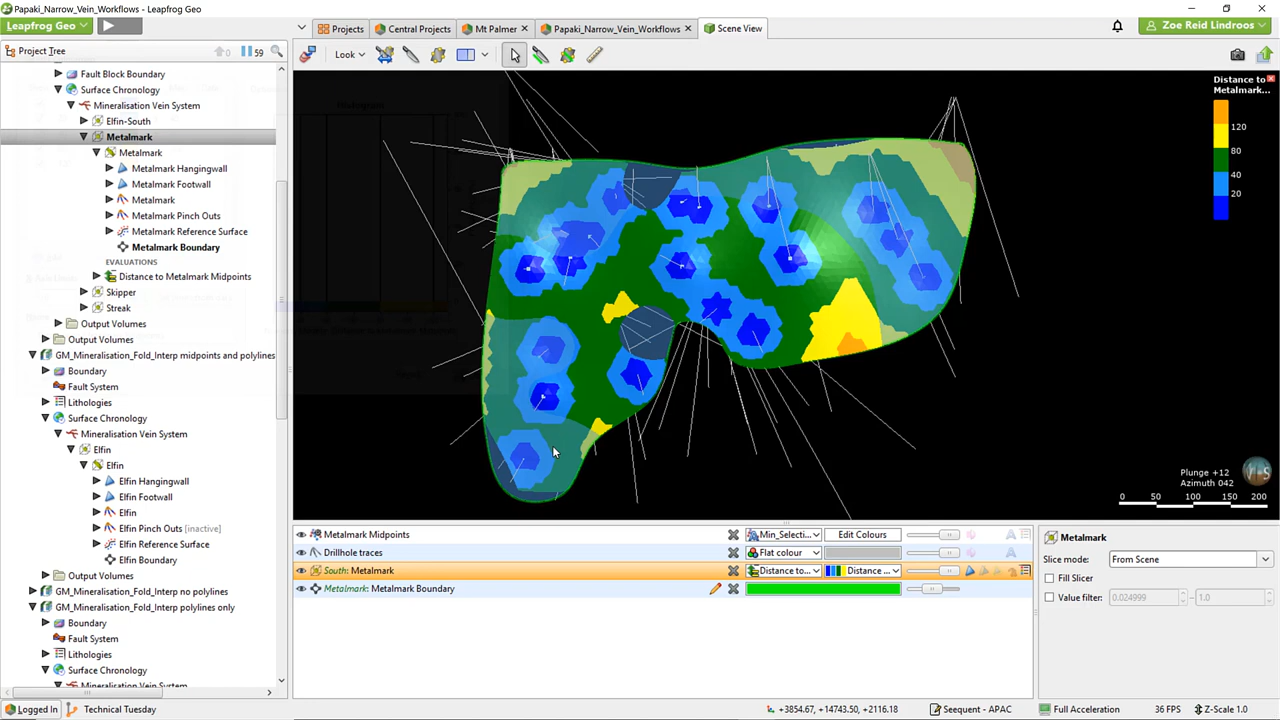 Papaki_Narrow_Vein_Workflows
Leapfrog Geo
Projects
Central Projects
Mt Palmer
Papaki_Narrow_Vein_Workflows
Scene View
Zoe Reid Lindroos
Project Tree
0
59
Look
Fault Block Boundary
Surface Chronology
Mineralisation Vein System
Elfin-South
Metalmark
Metalmark
Metalmark Hangingwall
Metalmark Footwall
Metalmark
Metalmark Pinch Outs
Metalmark Reference Surface
Metalmark Boundary
EVALUATIONS
Distance to Metalmark Midpoints
Skipper
Streak
Output Volumes
Output Volumes
GM_Mineralisation_Fold_Interp midpoints and polylines
Boundary
Fault System
Lithologies
Surface Chronology
Mineralisation Vein System
Elfin
Elfin
Elfin Hangingwall
Elfin Footwall
Elfin
Elfin Pinch Outs [inactive]
Elfin Reference Surface
Elfin Boundary
Output Volumes
GM_Mineralisation_Fold_Interp no polylines
GM_Mineralisation_Fold_Interp polylines only
Boundary
Fault System
Lithologies
Surface Chronology
Mineralisation Vein System
Distance to
Metalmark...
120
80
40
20
Plunge +12
Azimuth 042
0 50 100 150 200
Metalmark Midpoints
Min_Selecti...
Edit Colours
Drillhole traces
Flat colour
South: Metalmark
Distance to...
Distance ...
Metalmark: Metalmark Boundary
Metalmark
Slice mode: From Scene
Fill Slicer
Value filter: 0.024999 - 1.0
Logged In
Technical Tuesday
+3854.67, +14743.50, +2116.18
Seequent - APAC
Full Acceleration
36 FPS
Z-Scale 1.0